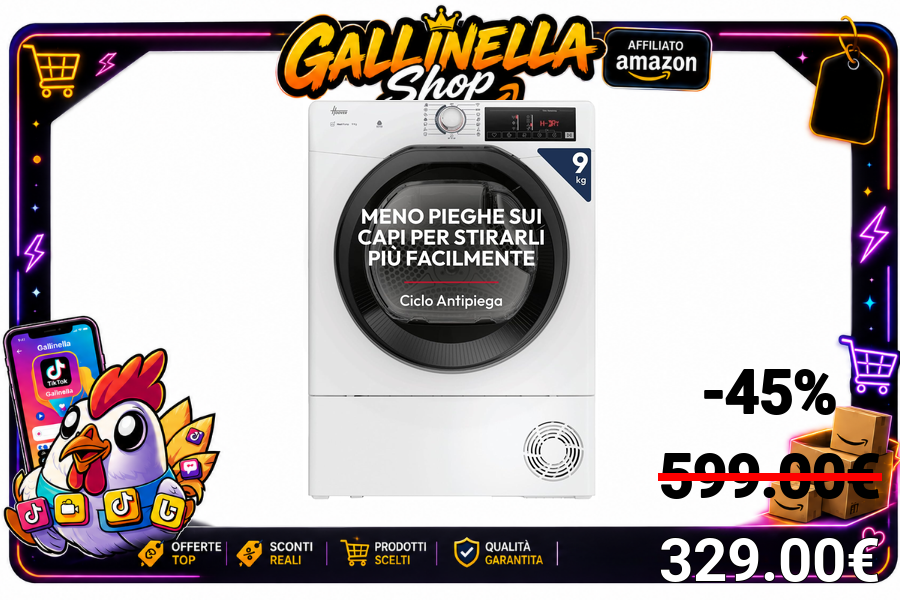 GALLINELLA
Shop
AFFILIATO
amazon
Hoover
9
kg
MENO PIEGHE SUI
CAPI PER STIRARLI
PIÙ FACILMENTE
Ciclo Antipiega
Gallinella
TikTok
Gallinella
-45%
599.00€
329.00€
OFFERTE
TOP
SCONTI
REALI
PRODOTTI
SCELTI
QUALITÀ
GARANTITA